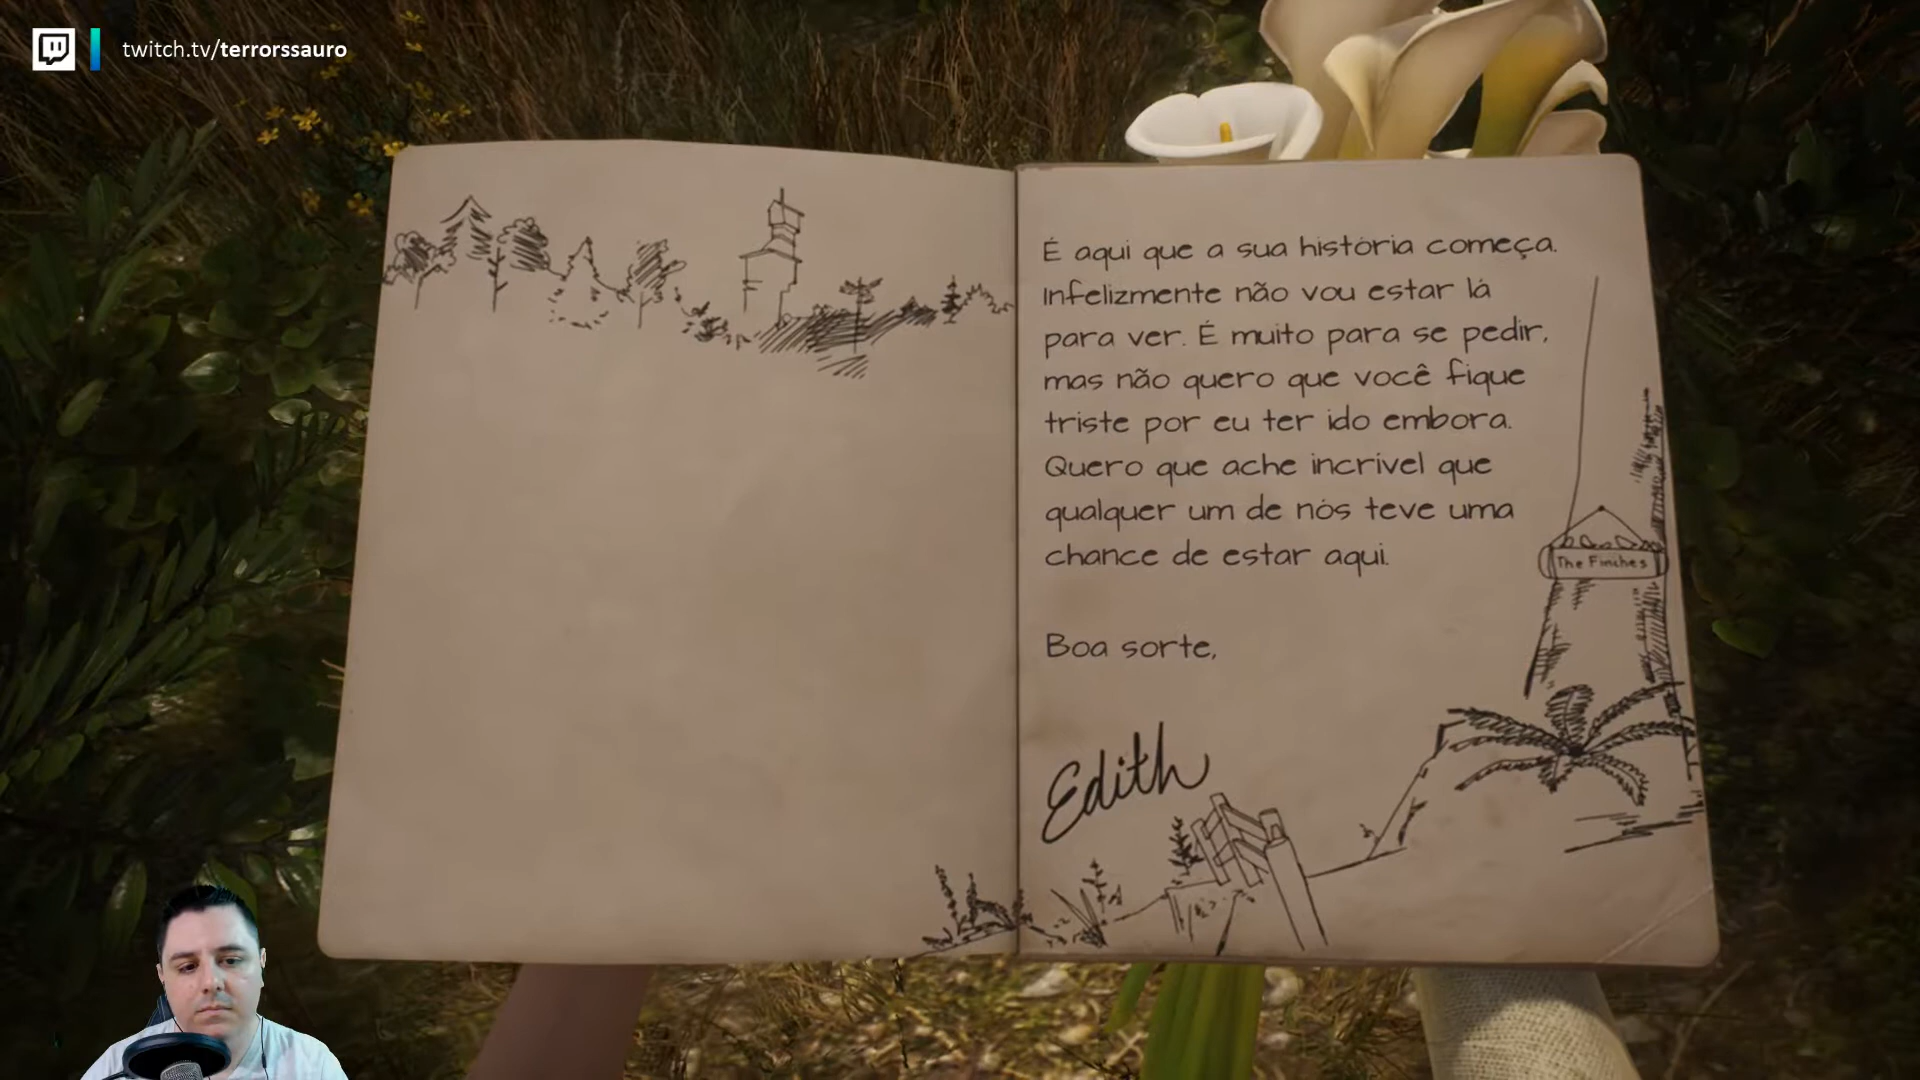 twitch.tv/terrorssauro
É aqui que a sua história começa.
Infelizmente não vou estar lá
para ver. É muito para se pedir,
mas não quero que você fique
triste por eu ter ido embora.
Quero que ache incrível que
qualquer um de nós teve uma
chance de estar aqui.
The Finches
Boa sorte,
Edith